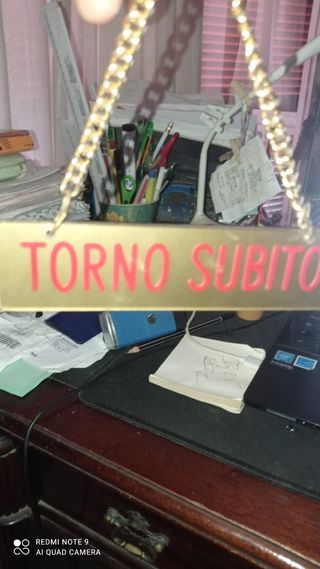 TORNO SUBITO
REDMI NOTE 9
AI QUAD CAMERA